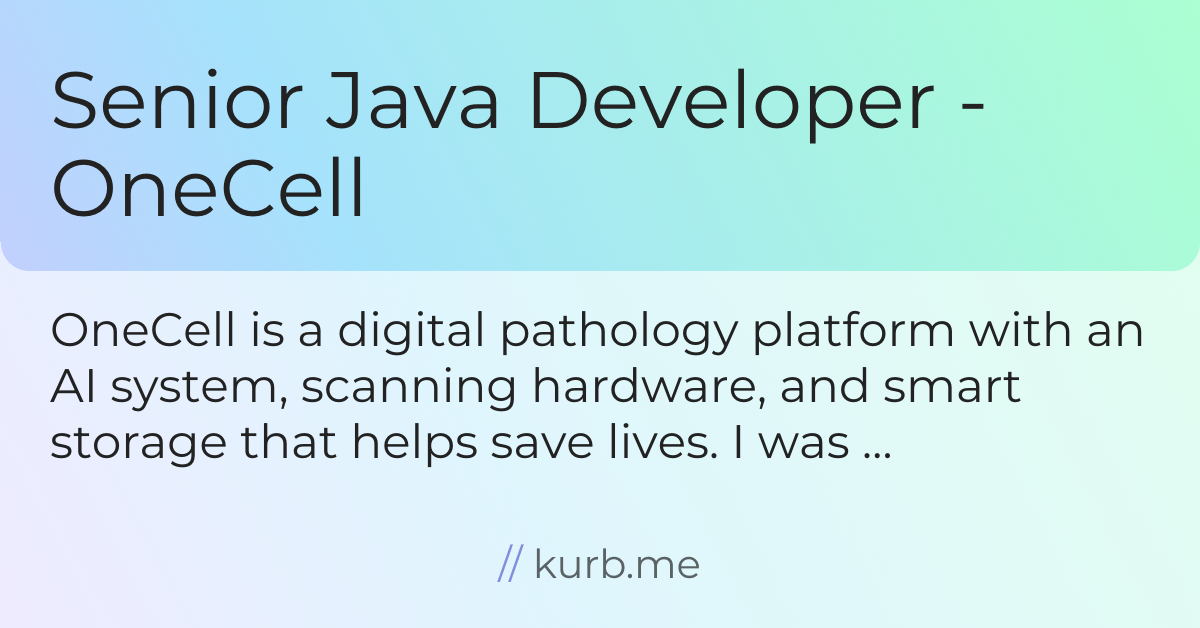 Senior Java Developer -
OneCell
OneCell is a digital pathology platform with an
AI system, scanning hardware, and smart
storage that helps save lives. I was ...
// kurb.me